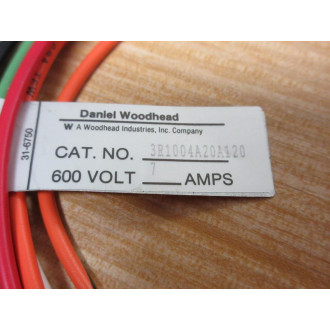 Daniel Woodhead
W A Woodhead Industries, Inc. Company
CAT. NO. 3R1004A20A120
600 VOLT 7 AMPS
31-6750